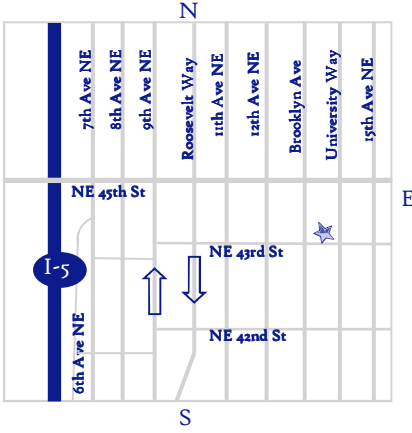 N
7th Ave NE
8th Ave NE
9th Ave NE
Roosevelt Way
11th Ave NE
12th Ave NE
Brooklyn Ave
University Way
15th Ave NE
NE 45th St
E
NE 43rd St
I-5
6th Ave NE
NE 42nd St
S